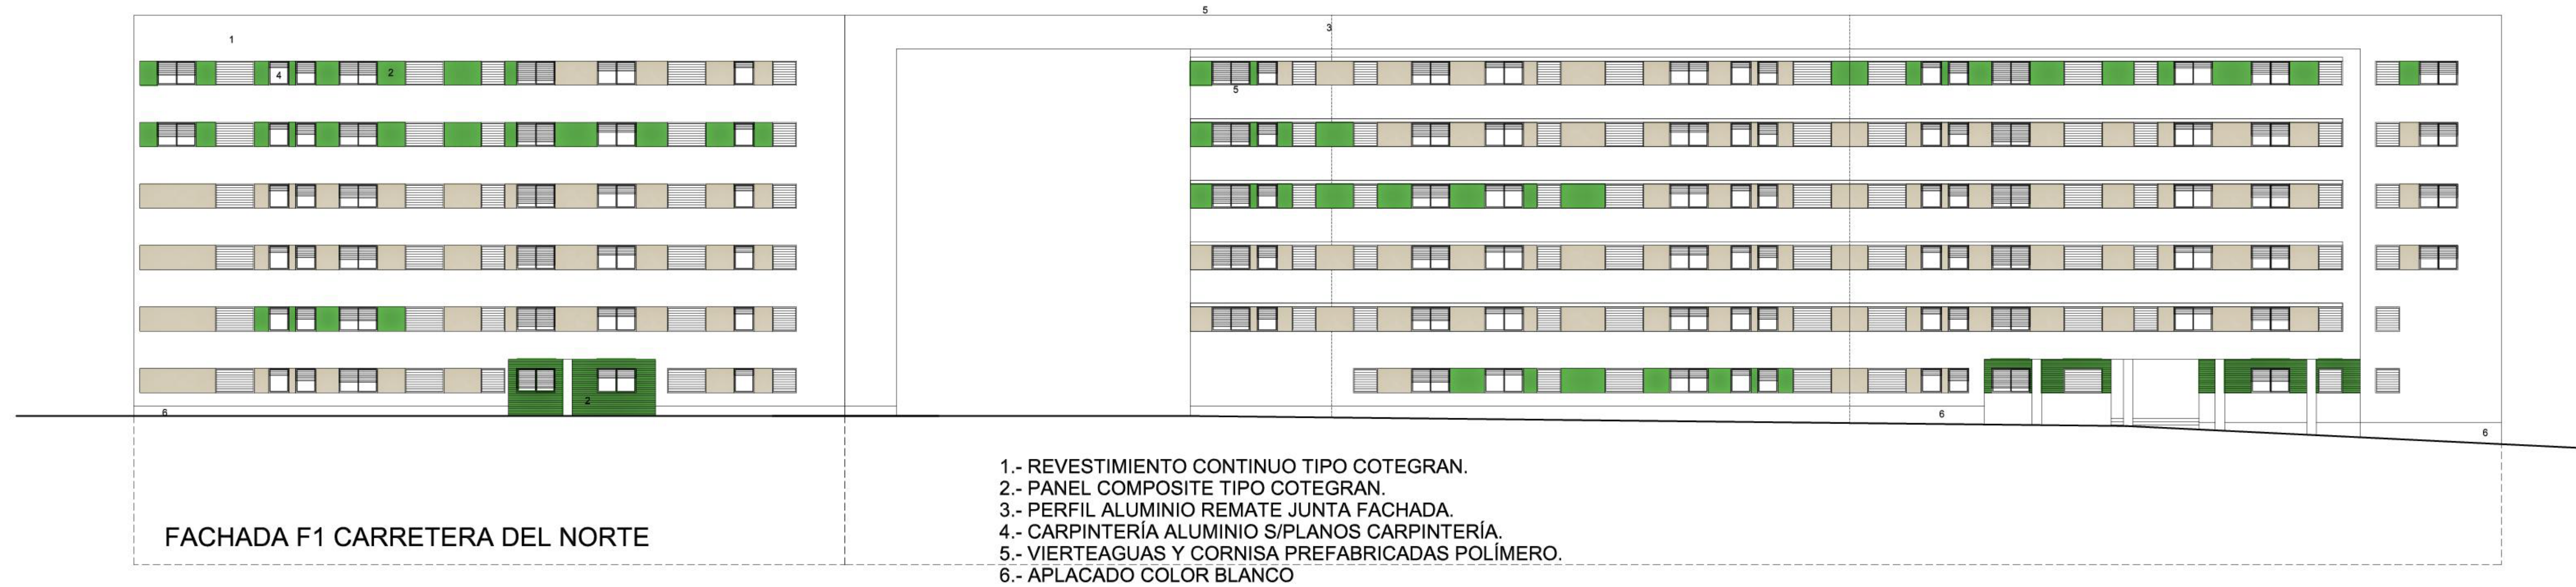 5
3
1
4
2
5
2
6
6
6
1.- REVESTIMIENTO CONTINUO TIPO COTEGRAN.
2.- PANEL COMPOSITE TIPO COTEGRAN.
3.- PERFIL ALUMINIO REMATE JUNTA FACHADA.
4.- CARPINTERÍA ALUMINIO S/PLANOS CARPINTERÍA.
5.- VIERTEAGUAS Y CORNISA PREFABRICADAS POLÍMERO.
6.- APLACADO COLOR BLANCO
FACHADA F1 CARRETERA DEL NORTE